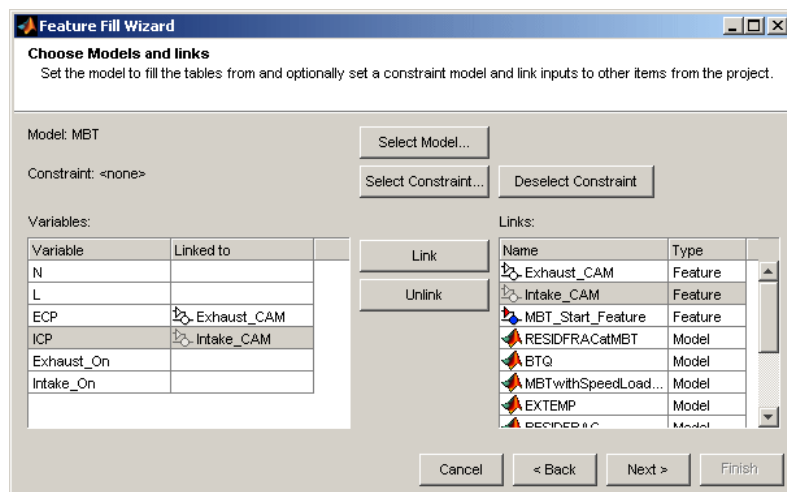 Feature Fill Wizard
Choose Models and links
Set the model to fill the tables from and optionally set a constraint model and link inputs to other items from the project.
Model: MBT
Select Model...
Constraint: <none>
Select Constraint...
Deselect Constraint
Variables:
Links:
Variable Linked to
N
L
ECP Exhaust_CAM
ICP Intake_CAM
Exhaust_On
Intake_On
Link
Unlink
Name Type
Exhaust_CAM Feature
Intake_CAM Feature
MBT_Start_Feature Feature
RESIDFRACatMBT Model
BTQ Model
MBTwithSpeedLoad... Model
EXTEMP Model
RESIDFRAC Model
Cancel
< Back
Next >
Finish